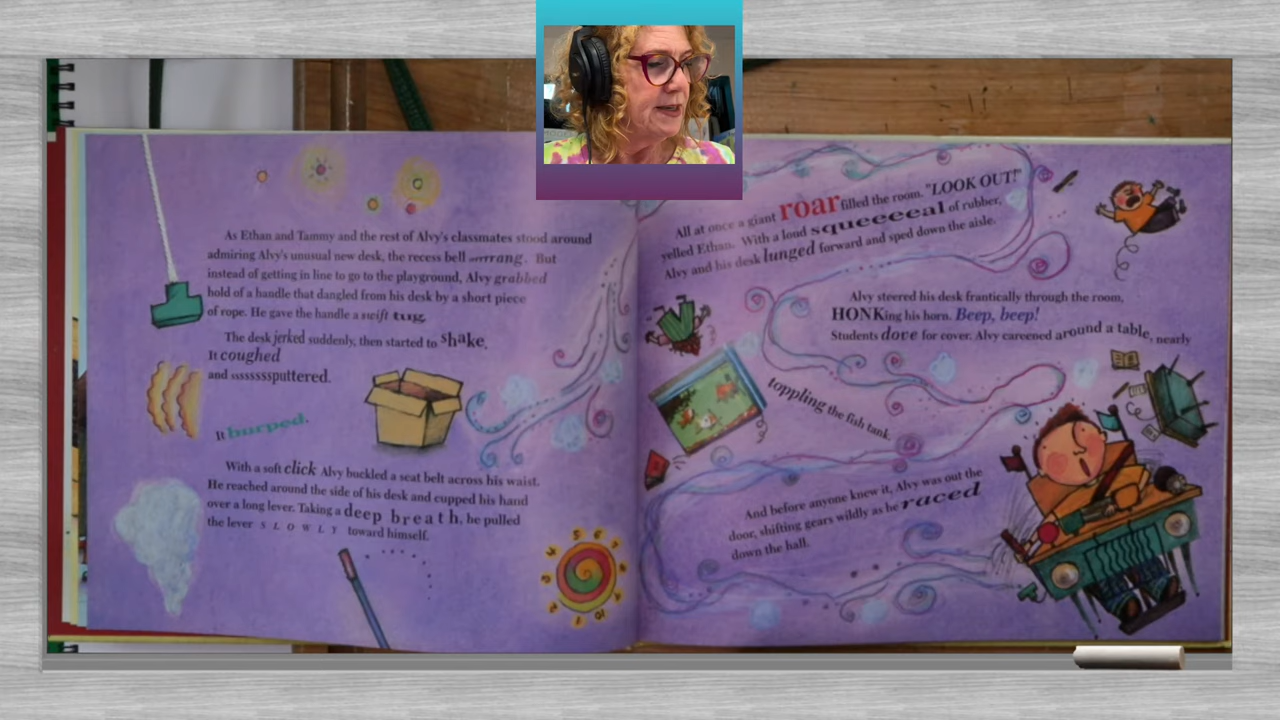 As Ethan and Tammy and the rest of Alvy's classmates stood around
admiring Alvy's unusual new desk, the recess bell rrrrrang. But
instead of getting in line to go to the playground, Alvy grabbed
hold of a handle that dangled from his desk by a short piece
of rope. He gave the handle a swift tug.
The desk jerked suddenly, then started to shake.
It coughed
and sssssssputtered.
It burped.
With a soft click Alvy buckled a seat belt across his waist.
He reached around the side of his desk and cupped his hand
over a long lever. Taking a deep breath, he pulled
the lever SLOWLY toward himself.
All at once a giant roar filled the room. "LOOK OUT!"
yelled Ethan. With a loud squeeeeal of rubber,
Alvy and his desk lunged forward and sped down the aisle.
Alvy steered his desk frantically through the room,
HONKing his horn. Beep, beep!
Students dove for cover. Alvy careened around a table, nearly
toppling the fish tank.
And before anyone knew it, Alvy was out the
door, shifting gears wildly as he raced
down the hall.